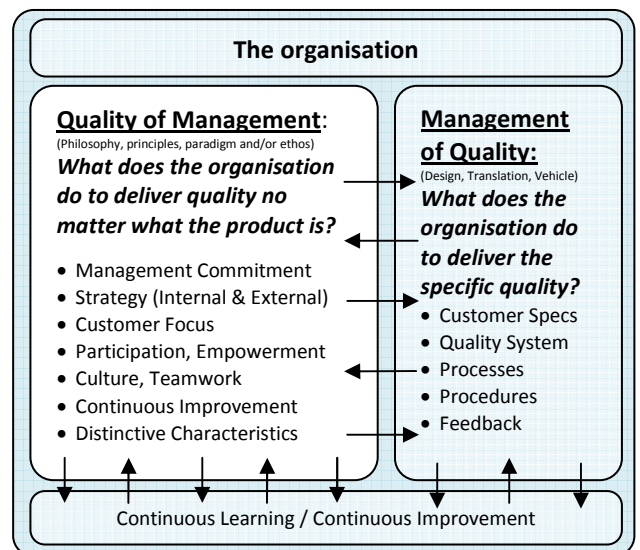 The organisation
Quality of Management:
(Philosophy, principles, paradigm and/or ethos)
What does the organisation
do to deliver quality no
matter what the product is?
• Management Commitment
• Strategy (Internal & External)
• Customer Focus
• Participation, Empowerment
• Culture, Teamwork
• Continuous Improvement
• Distinctive Characteristics
Management
of Quality:
(Design, Translation, Vehicle)
What does the
organisation do
to deliver the
specific quality?
• Customer Specs
• Quality System
• Processes
• Procedures
• Feedback
Continuous Learning / Continuous Improvement